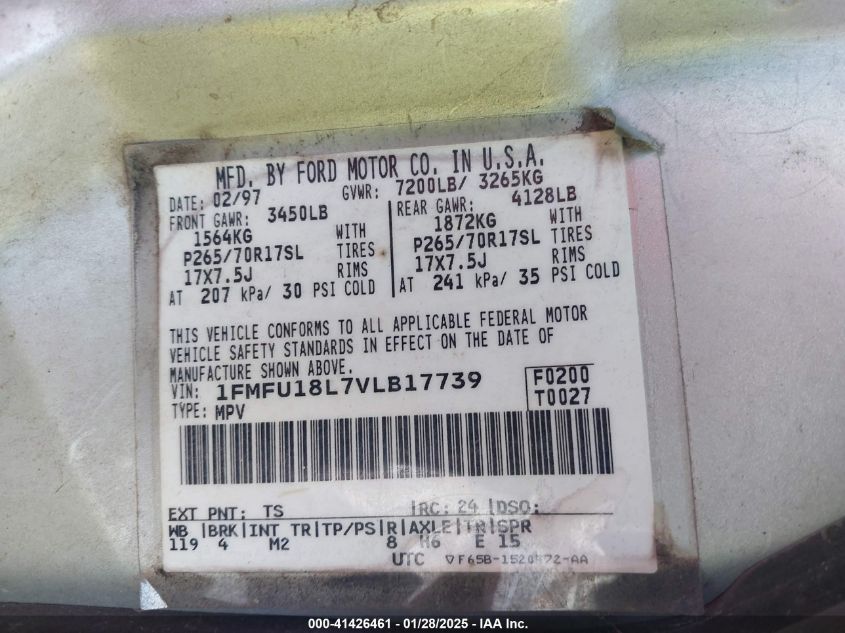 MFD. BY FORD MOTOR CO. IN U.S.A.
DATE: 02/97 GVWR: 7200LB/ 3265KG
FRONT GAWR: 3450LB REAR GAWR: 4128LB
1564KG WITH 1872KG WITH
P265/70R17SL TIRES P265/70R17SL TIRES
17X7.5J RIMS 17X7.5J RIMS
AT 207 kPa/ 30 PSI COLD AT 241 kPa/ 35 PSI COLD
THIS VEHICLE CONFORMS TO ALL APPLICABLE FEDERAL MOTOR
VEHICLE SAFETY STANDARDS IN EFFECT ON THE DATE OF
MANUFACTURE SHOWN ABOVE.
VIN: 1FMFU18L7VLB17739 F0200
TYPE: MPV T0027
EXT PNT: TS RC: 24 DSO:
WB BRK INT TR TP/PS R AXLE TR SPR
119 4 M2 8 H6 E 15
UTC
000-41426461 - 01/28/2025 - IAA Inc.